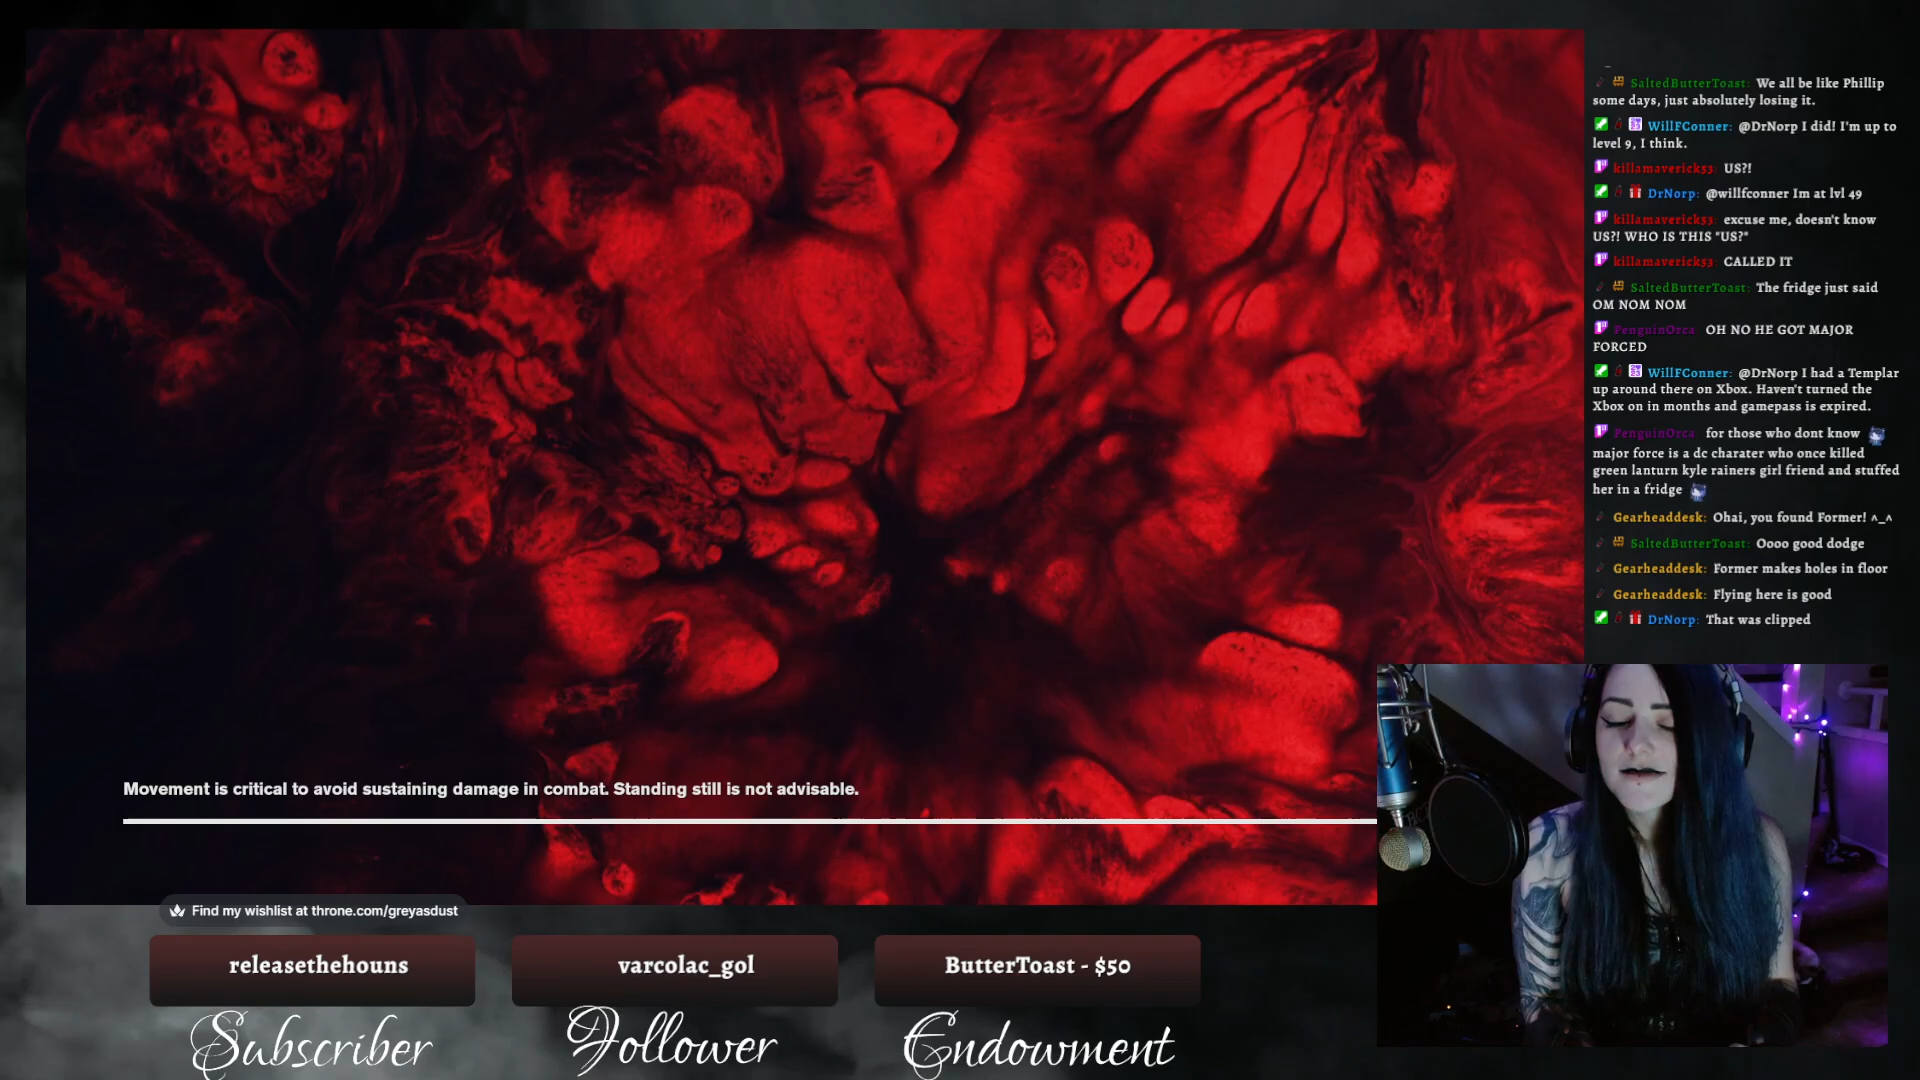 SaltedButterToast: We all be like Phillip
some days, just absolutely losing it.
WillFConner: @DrNorp I did! I'm up to
level 9, I think.
killamaverick53: US?!
DrNorp: @willfconner Im at lvl 49
killamaverick53: excuse me, doesn't know
US?! WHO IS THIS "US?"
killamaverick53: CALLED IT
SaltedButterToast: The fridge just said
OM NOM NOM
PenguinOrca: OH NO HE GOT MAJOR
FORCED
WillFConner: @DrNorp I had a Templar
up around there on Xbox. Haven't turned the
Xbox on in months and gamepass is expired.
PenguinOrca: for those who dont know
major force is a dc charater who once killed
green lanturn kyle rainers girl friend and stuffed
her in a fridge
Gearheaddesk: Ohai, you found Former! ^_^
SaltedButterToast: Oooo good dodge
Gearheaddesk: Former makes holes in floor
Gearheaddesk: Flying here is good
DrNorp: That was clipped
Movement is critical to avoid sustaining damage in combat. Standing still is not advisable.
Find my wishlist at throne.com/greyasdust
releasethehouns
varcolac_gol
ButterToast - $50
Subscriber
Follower
Endowment